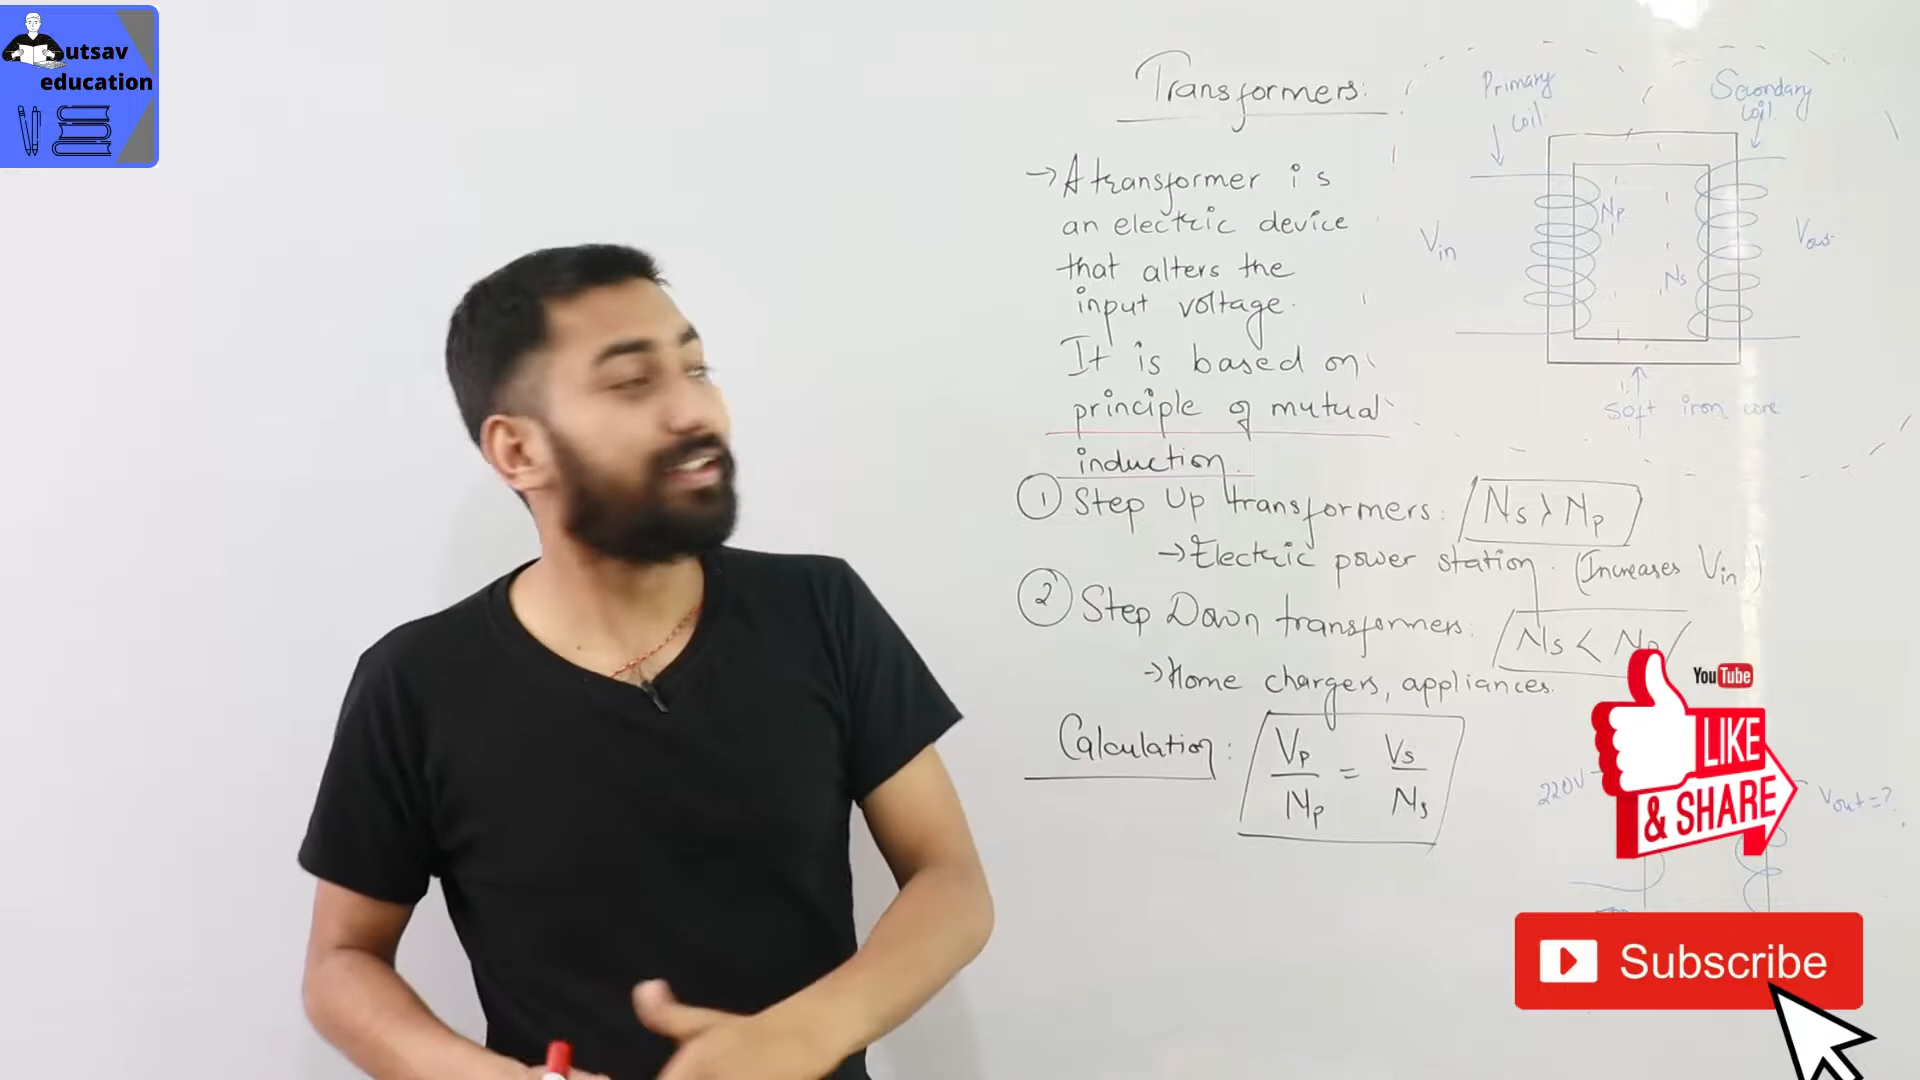 utsav
education
Transformers:
Primary
coil
Secondary
coil
→ A transformer is
an electric device
that alters the
input voltage.
It is based on
principle of mutual
induction.
Vin
Np
Ns
Soft iron core
① Step Up transformers: Ns > Np
→ Electric power station. (Increases Vin)
② Step Down transformers: Ns < Np
→ Home chargers, appliances.
Calculation: Vp/Np = Vs/Ns
220V
Vout = ?
YouTube
LIKE
& SHARE
Subscribe